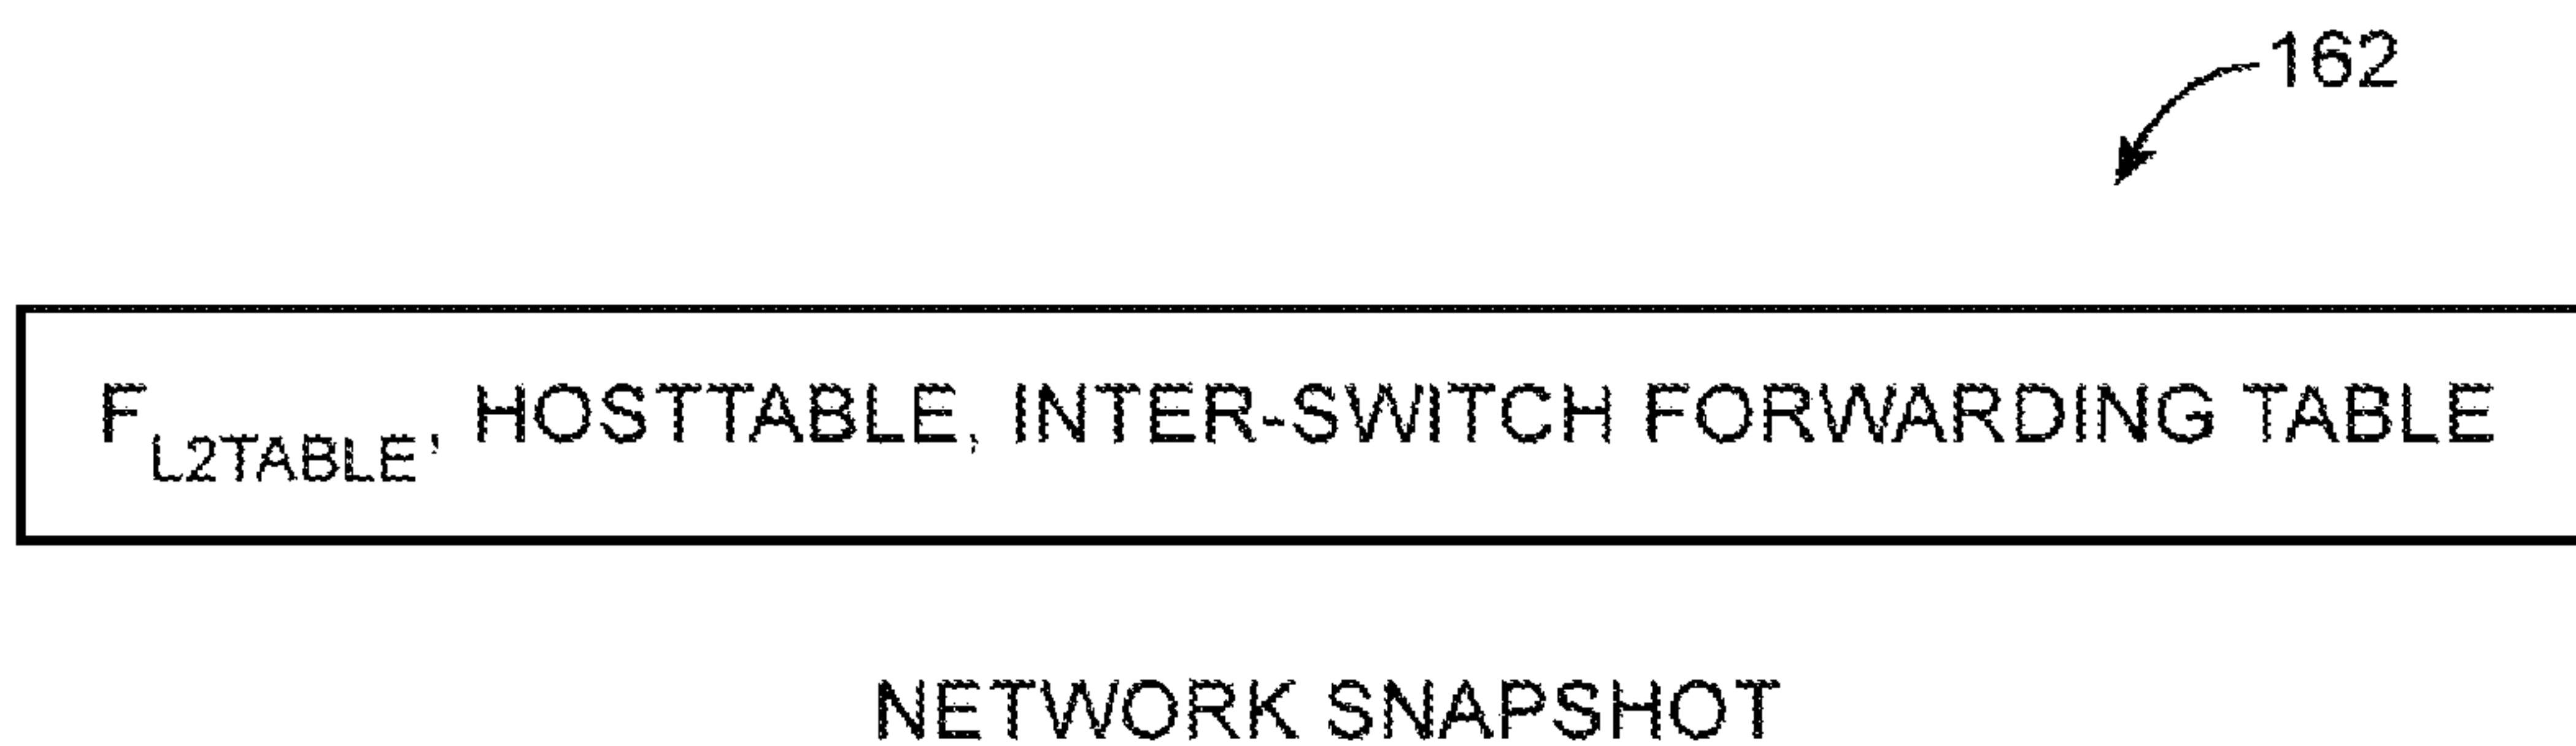 162
F L2TABLE, HOSTTABLE, INTER-SWITCH FORWARDING TABLE
NETWORK SNAPSHOT